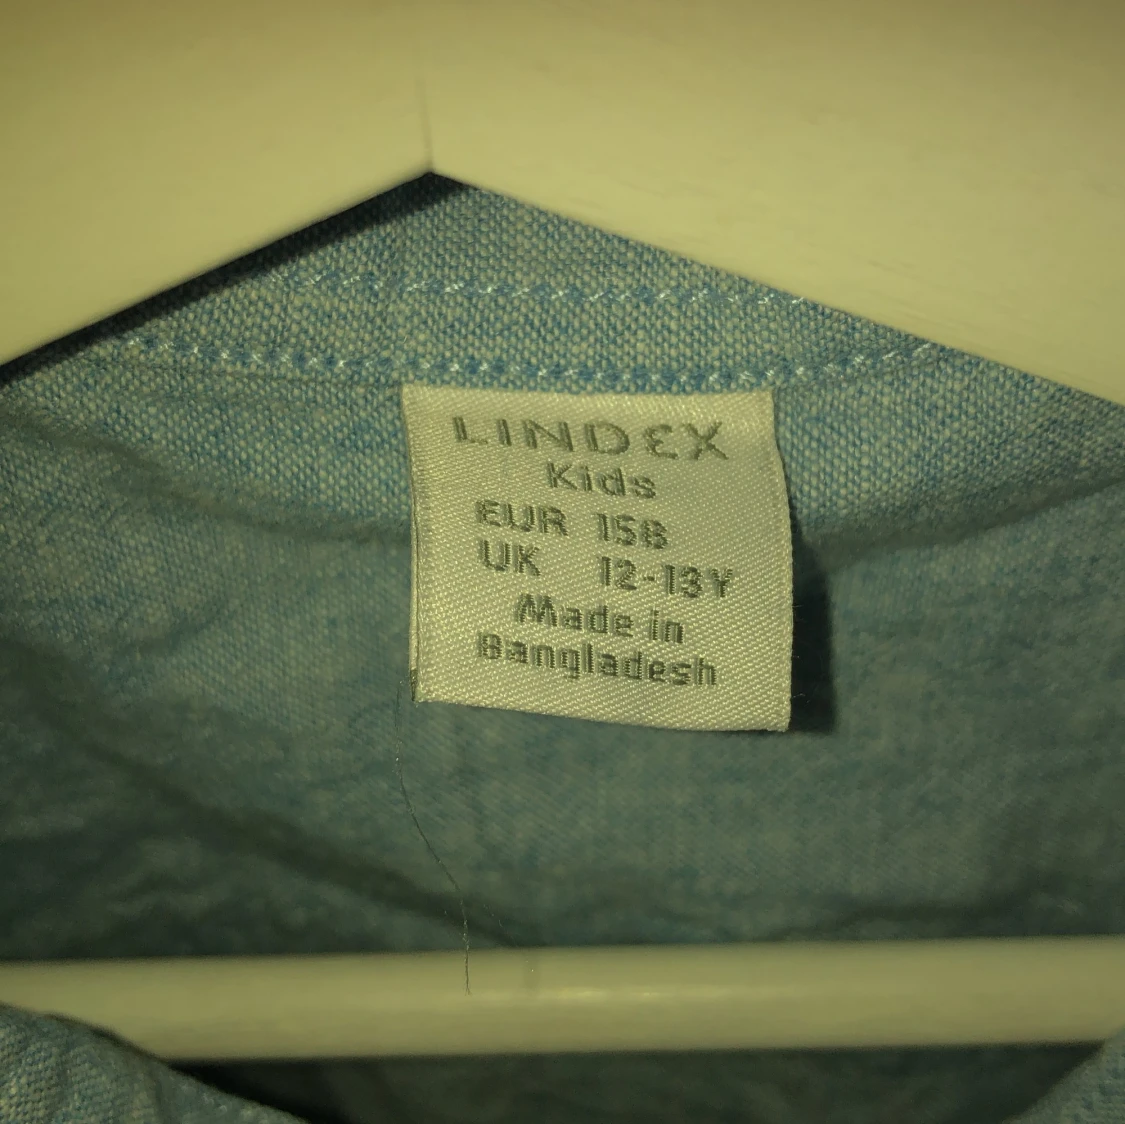 LINDEX
Kids
EUR 158
UK 12-13Y
Made in
Bangladesh